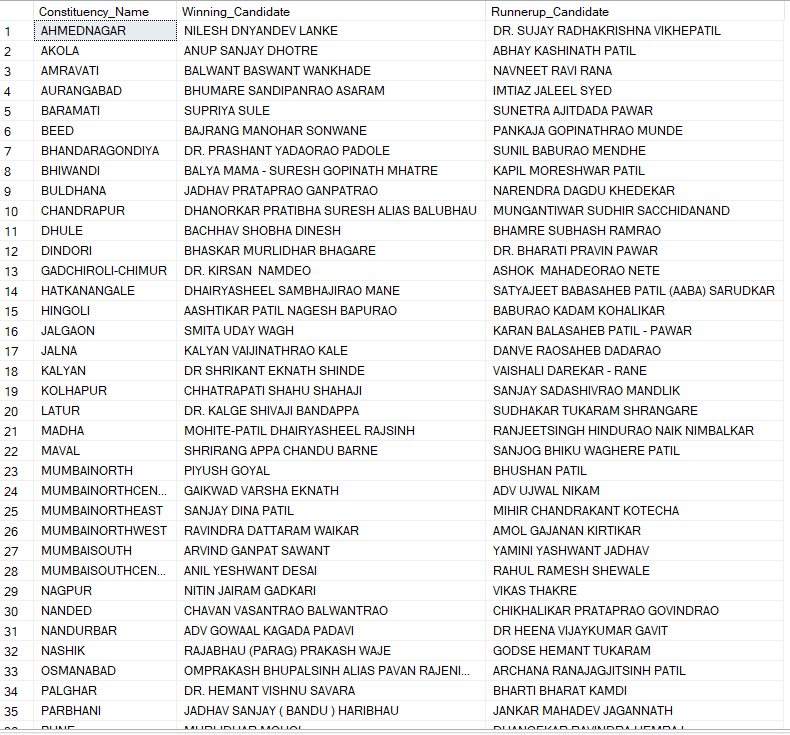 Constituency_Name Winning_Candidate Runnerup_Candidate
1 AHMEDNAGAR NILESH DNYANDEV LANKE DR. SUJAY RADHAKRISHNA VIKHEPATIL
2 AKOLA ANUP SANJAY DHOTRE ABHAY KASHINATH PATIL
3 AMRAVATI BALWANT BASWANT WANKHADE NAVNEET RAVI RANA
4 AURANGABAD BHUMARE SANDIPANRAO ASARAM IMTIAZ JALEEL SYED
5 BARAMATI SUPRIYA SULE SUNETRA AJITDADA PAWAR
6 BEED BAJRANG MANOHAR SONWANE PANKAJA GOPINATHRAO MUNDE
7 BHANDARAGONDIYA DR. PRASHANT YADAORAO PADOLE SUNIL BABURAO MENDHE
8 BHIWANDI BALYA MAMA - SURESH GOPINATH MHATRE KAPIL MORESHWAR PATIL
9 BULDHANA JADHAV PRATAPRAO GANPATRAO NARENDRA DAGDU KHEDEKAR
10 CHANDRAPUR DHANORKAR PRATIBHA SURESH ALIAS BALUBHAU MUNGANTIWAR SUDHIR SACCHIDANAND
11 DHULE BACHHAV SHOBHA DINESH BHAMRE SUBHASH RAMRAO
12 DINDORI BHASKAR MURLIDHAR BHAGARE DR. BHARATI PRAVIN PAWAR
13 GADCHIROLI-CHIMUR DR. KIRSAN  NAMDEO ASHOK  MAHADEORAO NETE
14 HATKANANGALE DHAIRYASHEEL SAMBHAJIRAO MANE SATYAJEET BABASAHEB PATIL (AABA) SARUDKAR
15 HINGOLI AASHTIKAR PATIL NAGESH BAPURAO BABURAO KADAM KOHALIKAR
16 JALGAON SMITA UDAY WAGH KARAN BALASAHEB PATIL - PAWAR
17 JALNA KALYAN VAIJINATHRAO KALE DANVE RAOSAHEB DADARAO
18 KALYAN DR SHRIKANT EKNATH SHINDE VAISHALI DAREKAR - RANE
19 KOLHAPUR CHHATRAPATI SHAHU SHAHAJI SANJAY SADASHIVRAO MANDLIK
20 LATUR DR. KALGE SHIVAJI BANDAPPA SUDHAKAR TUKARAM SHRANGARE
21 MADHA MOHITE-PATIL DHAIRYASHEEL RAJSINH RANJEETSINGH HINDURAO NAIK NIMBALKAR
22 MAVAL SHRIRANG APPA CHANDU BARNE SANJOG BHIKU WAGHERE PATIL
23 MUMBAINORTH PIYUSH GOYAL BHUSHAN PATIL
24 MUMBAINORTHCEN... GAIKWAD VARSHA EKNATH ADV UJWAL NIKAM
25 MUMBAINORTHEAST SANJAY DINA PATIL MIHIR CHANDRAKANT KOTECHA
26 MUMBAINORTHWEST RAVINDRA DATTARAM WAIKAR AMOL GAJANAN KIRTIKAR
27 MUMBAISOUTH ARVIND GANPAT SAWANT YAMINI YASHWANT JADHAV
28 MUMBAISOUTHCEN... ANIL YESHWANT DESAI RAHUL RAMESH SHEWALE
29 NAGPUR NITIN JAIRAM GADKARI VIKAS THAKRE
30 NANDED CHAVAN VASANTRAO BALWANTRAO CHIKHALIKAR PRATAPRAO GOVINDRAO
31 NANDURBAR ADV GOWAAL KAGADA PADAVI DR HEENA VIJAYKUMAR GAVIT
32 NASHIK RAJABHAU (PARAG) PRAKASH WAJE GODSE HEMANT TUKARAM
33 OSMANABAD OMPRAKASH BHUPALSINH ALIAS PAVAN RAJENI... ARCHANA RANAJAGJITSINH PATIL
34 PALGHAR DR. HEMANT VISHNU SAVARA BHARTI BHARAT KAMDI
35 PARBHANI JADHAV SANJAY ( BANDU ) HARIBHAU JANKAR MAHADEV JAGANNATH